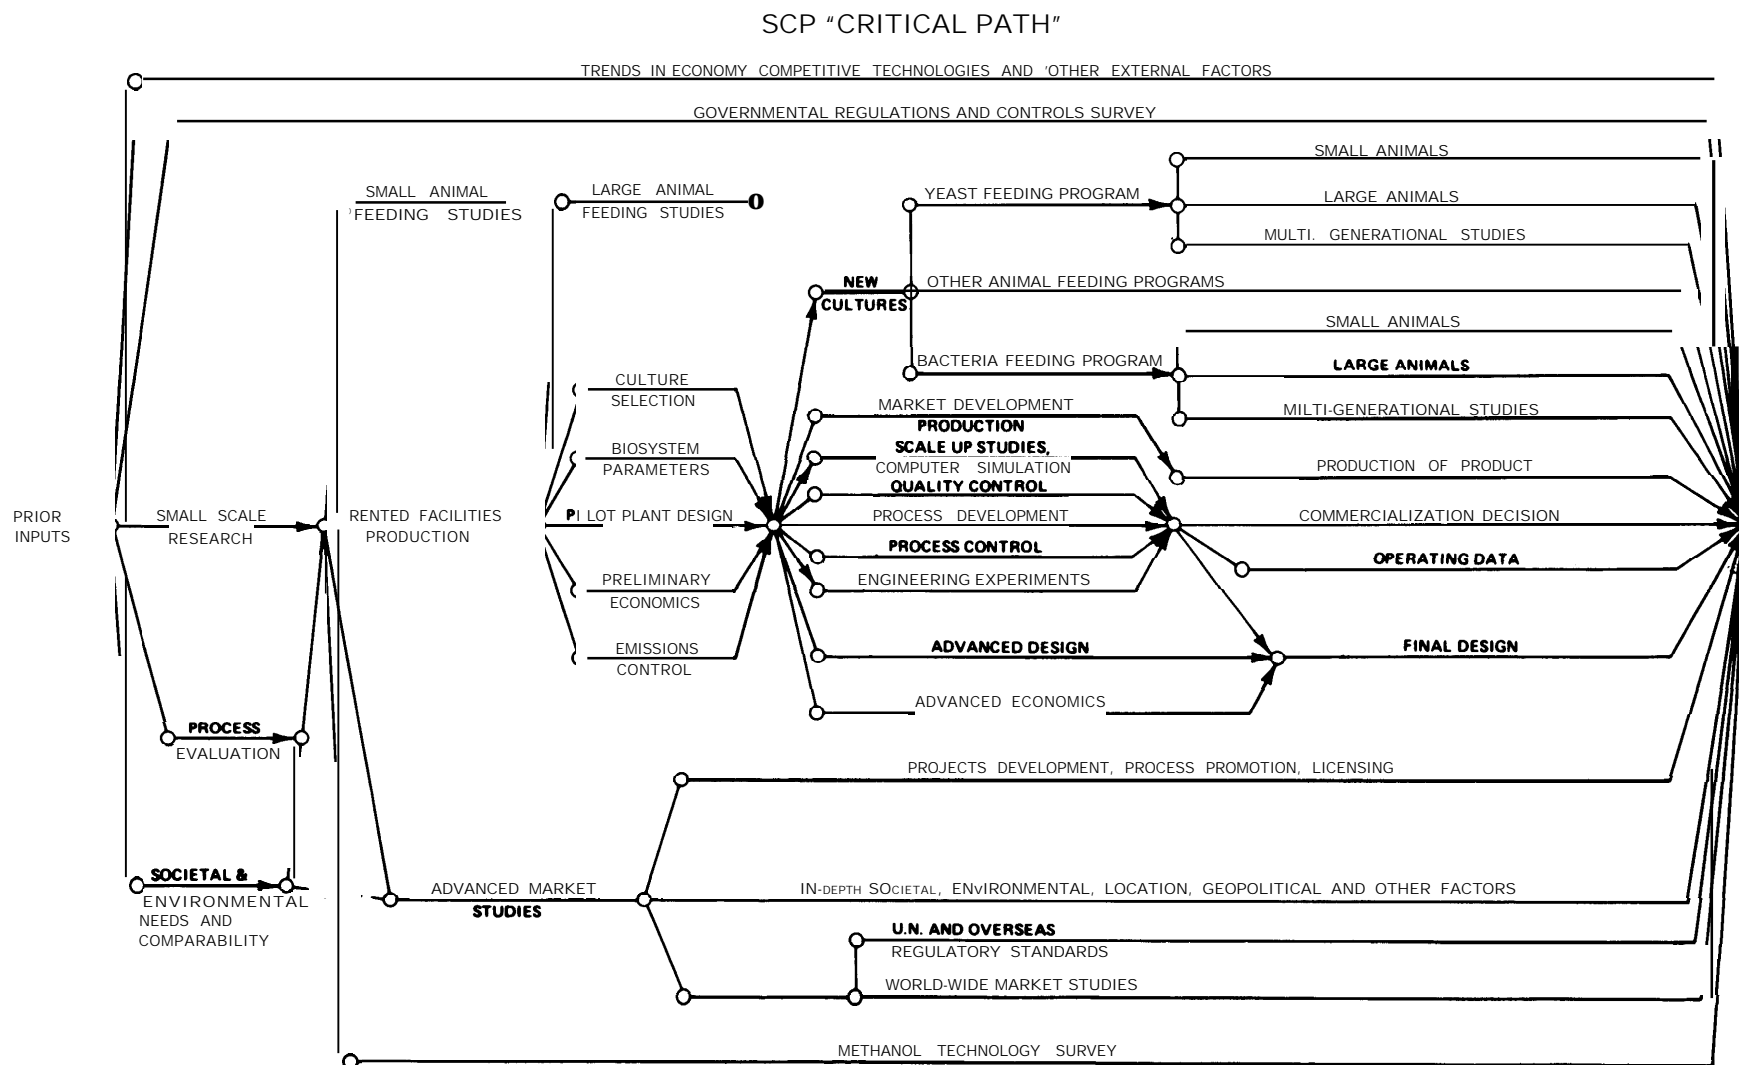 SCP “CRITICAL PATH”
TRENDS IN ECONOMY COMPETITIVE TECHNOLOGIES AND 'OTHER EXTERNAL FACTORS
GOVERNMENTAL REGULATIONS AND CONTROLS SURVEY
SMALL ANIMALS
SMALL ANIMAL
'FEEDING STUDIES
LARGE ANIMAL
FEEDING STUDIES
YEAST FEEDING PROGRAM
LARGE ANIMALS
MULTI. GENERATIONAL STUDIES
NEW
CULTURES
OTHER ANIMAL FEEDING PROGRAMS
SMALL ANIMALS
BACTERIA FEEDING PROGRAM
LARGE ANIMALS
CULTURE
SELECTION
MARKET DEVELOPMENT
MILTI-GENERATIONAL STUDIES
PRODUCTION
SCALE UP STUDIES,
COMPUTER SIMULATION
BIOSYSTEM
PARAMETERS
PRODUCTION OF PRODUCT
QUALITY CONTROL
PRIOR
INPUTS
SMALL SCALE
RESEARCH
RENTED FACILITIES
PRODUCTION
PI LOT PLANT DESIGN
PROCESS DEVELOPMENT
COMMERCIALIZATION DECISION
PROCESS CONTROL
OPERATING DATA
PRELIMINARY
ECONOMICS
ENGINEERING EXPERIMENTS
EMISSIONS
CONTROL
ADVANCED DESIGN
FINAL DESIGN
ADVANCED ECONOMICS
PROCESS
EVALUATION
PROJECTS DEVELOPMENT, PROCESS PROMOTION, LICENSING
SOCIETAL &
ENVIRONMENTAL
NEEDS AND
COMPARABILITY
ADVANCED MARKET
STUDIES
IN-DEPTH SOCIETAL, ENVIRONMENTAL, LOCATION, GEOPOLITICAL AND OTHER FACTORS
U.N. AND OVERSEAS
REGULATORY STANDARDS
WORLD-WIDE MARKET STUDIES
METHANOL TECHNOLOGY SURVEY